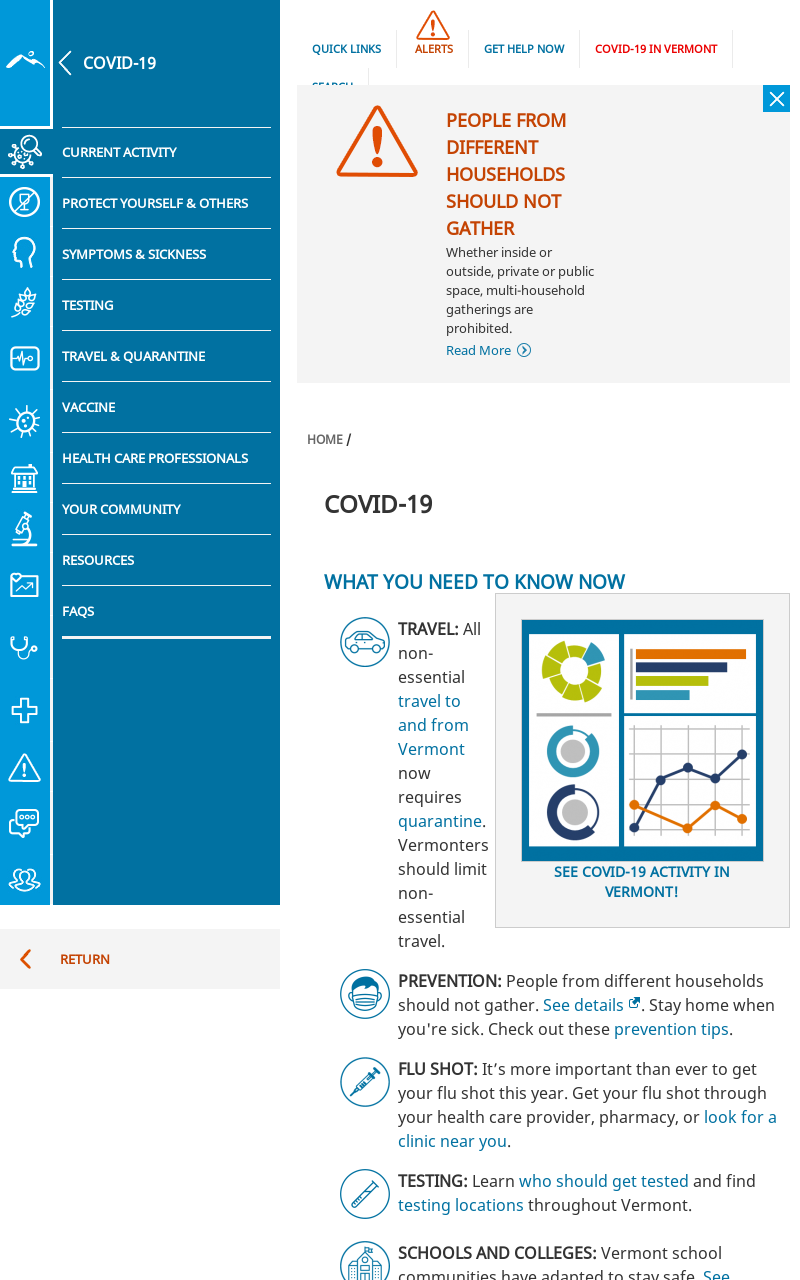 COVID-19
CURRENT ACTIVITY
PROTECT YOURSELF & OTHERS
SYMPTOMS & SICKNESS
TESTING
TRAVEL & QUARANTINE
VACCINE
HEALTH CARE PROFESSIONALS
YOUR COMMUNITY
RESOURCES
FAQS
RETURN
QUICK LINKS
ALERTS
GET HELP NOW
COVID-19 IN VERMONT
SEARCH
PEOPLE FROM
DIFFERENT
HOUSEHOLDS
SHOULD NOT
GATHER
Whether inside or
outside, private or public
space, multi-household
gatherings are
prohibited.
Read More
HOME /
COVID-19
WHAT YOU NEED TO KNOW NOW
TRAVEL: All
non-
essential
travel to
and from
Vermont
now
requires
quarantine.
Vermonters
should limit
non-
essential
travel.
SEE COVID-19 ACTIVITY IN
VERMONT!
PREVENTION: People from different households
should not gather. See details . Stay home when
you're sick. Check out these prevention tips.
FLU SHOT: It’s more important than ever to get
your flu shot this year. Get your flu shot through
your health care provider, pharmacy, or look for a
clinic near you.
TESTING: Learn who should get tested and find
testing locations throughout Vermont.
SCHOOLS AND COLLEGES: Vermont school
communities have adapted to stay safe. See